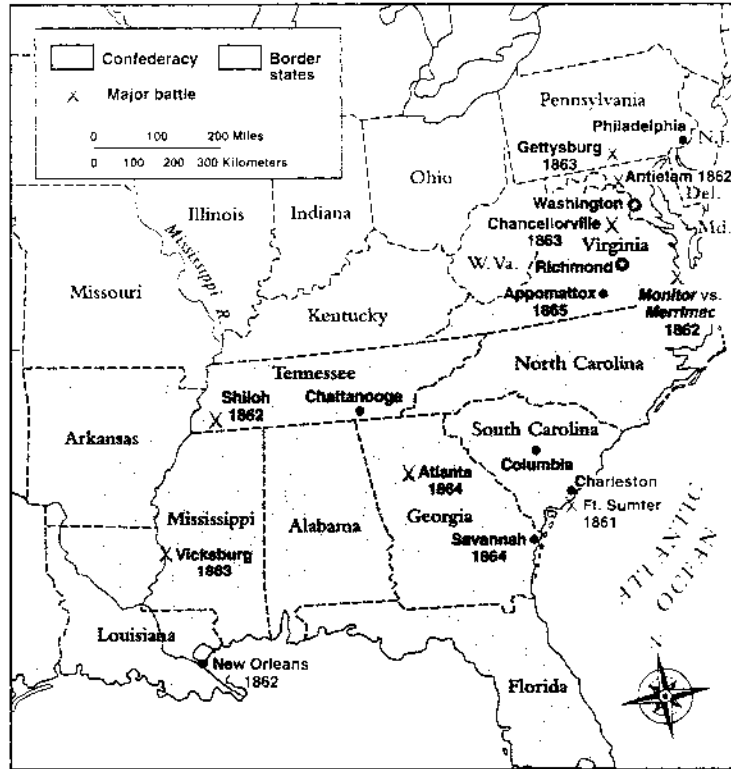 Confederacy
Border
states
Major battle
0 100 200 Miles
0 100 200 300 Kilometers
Pennsylvania
Philadelphia
N.J.
Gettysburg
1863
Antietam 1862
Ohio
Del.
Washington
Illinois
Indiana
Md.
Chancellorville
1863
Virginia
Mississippi R.
W.Va.
Richmond
Missouri
Appomattox
1865
Monitor vs.
Merrimac
1862
Kentucky
North Carolina
Tennessee
Shiloh
1862
Chattanooga
Arkansas
South Carolina
Columbia
Atlanta
1864
Charleston
Ft. Sumter
1861
Mississippi
Alabama
Georgia
Savannah
1864
Vicksburg
1863
ATLANTIC
OCEAN
Louisiana
New Orleans
1862
Florida